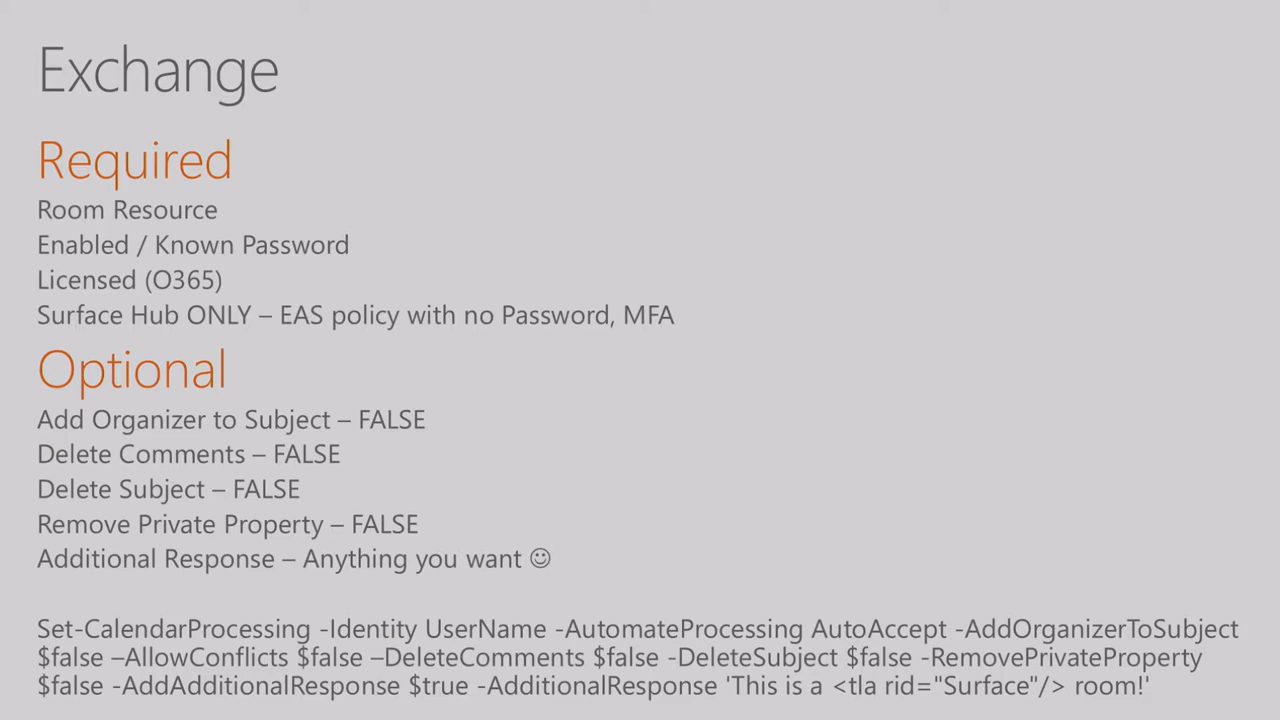 Exchange
Required
Room Resource
Enabled / Known Password
Licensed (O365)
Surface Hub ONLY – EAS policy with no Password, MFA
Optional
Add Organizer to Subject – FALSE
Delete Comments – FALSE
Delete Subject – FALSE
Remove Private Property – FALSE
Additional Response – Anything you want ☺
Set-CalendarProcessing -Identity UserName -AutomateProcessing AutoAccept -AddOrganizerToSubject
$false –AllowConflicts $false –DeleteComments $false -DeleteSubject $false -RemovePrivateProperty
$false -AddAdditionalResponse $true -AdditionalResponse 'This is a <tla rid="Surface"/> room!'